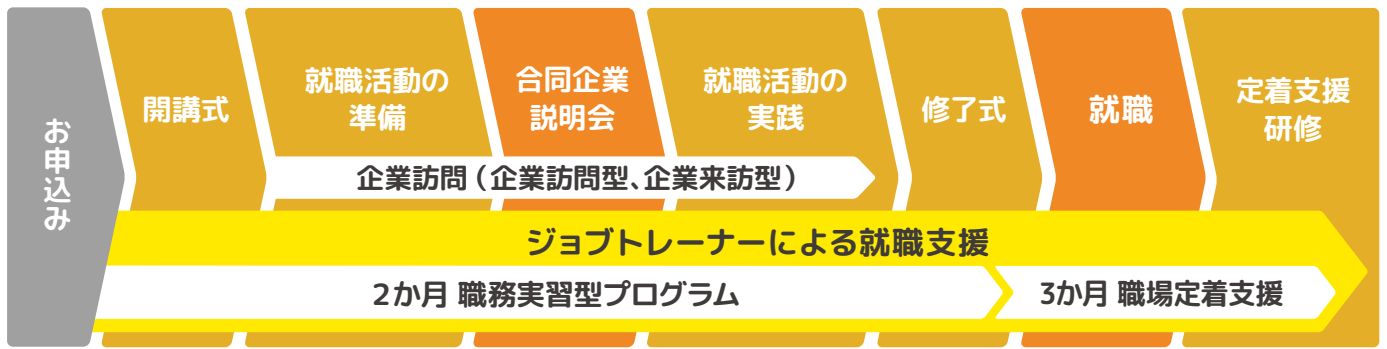 お申込み
開講式
就職活動の
準備
合同企業
説明会
就職活動の
実践
修了式
就職
定着支援
研修
企業訪問（企業訪問型、企業来訪型）
ジョブトレーナーによる就職支援
2か月 職務実習型プログラム
3か月 職場定着支援